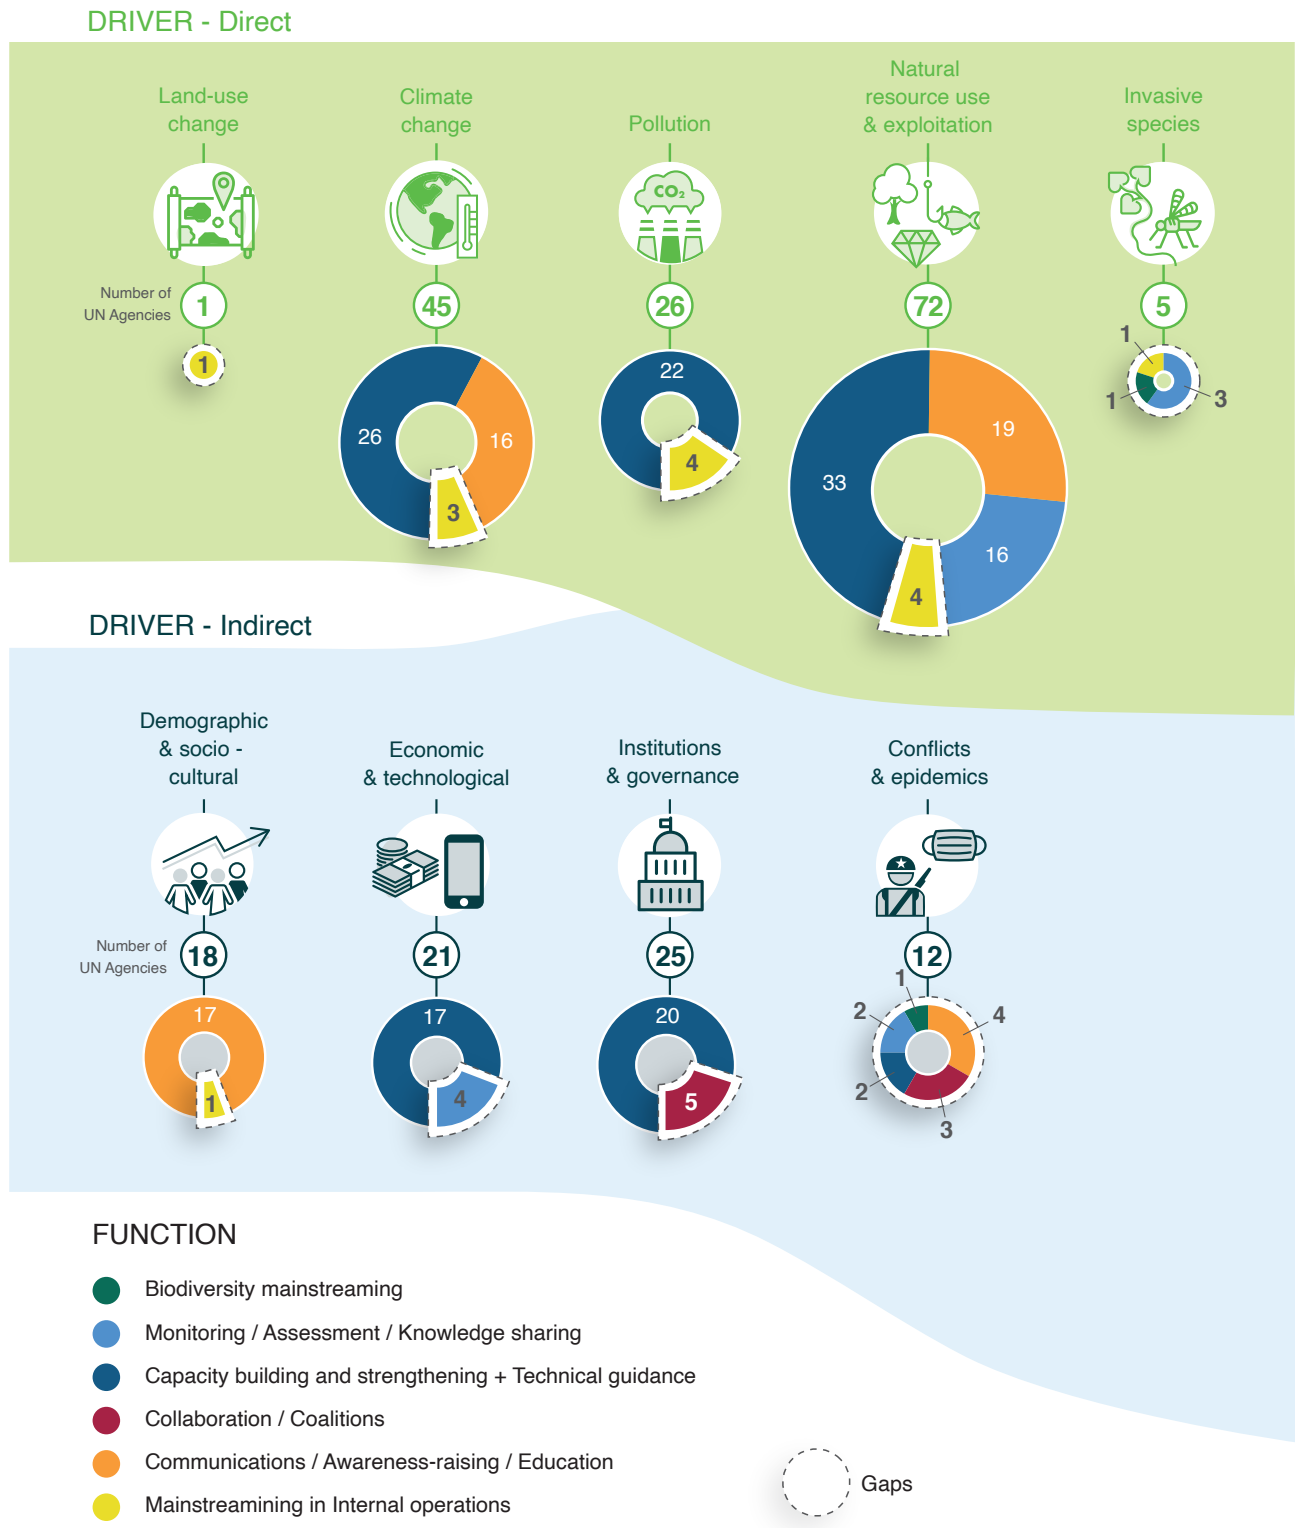 DRIVER - Direct
Land-use
change
Climate
change
Pollution
Natural
resource use
& exploitation
Invasive
species
CO₂
Number of
UN Agencies
1
45
26
72
5
1
26
16
3
22
4
33
19
16
4
1
1
3
DRIVER - Indirect
Demographic
& socio -
cultural
Economic
& technological
Institutions
& governance
Conflicts
& epidemics
Number of
UN Agencies
18
21
25
12
17
1
17
4
20
5
1
2
4
2
3
FUNCTION
Biodiversity mainstreaming
Monitoring / Assessment / Knowledge sharing
Capacity building and strengthening + Technical guidance
Collaboration / Coalitions
Communications / Awareness-raising / Education
Mainstreamining in Internal operations
Gaps